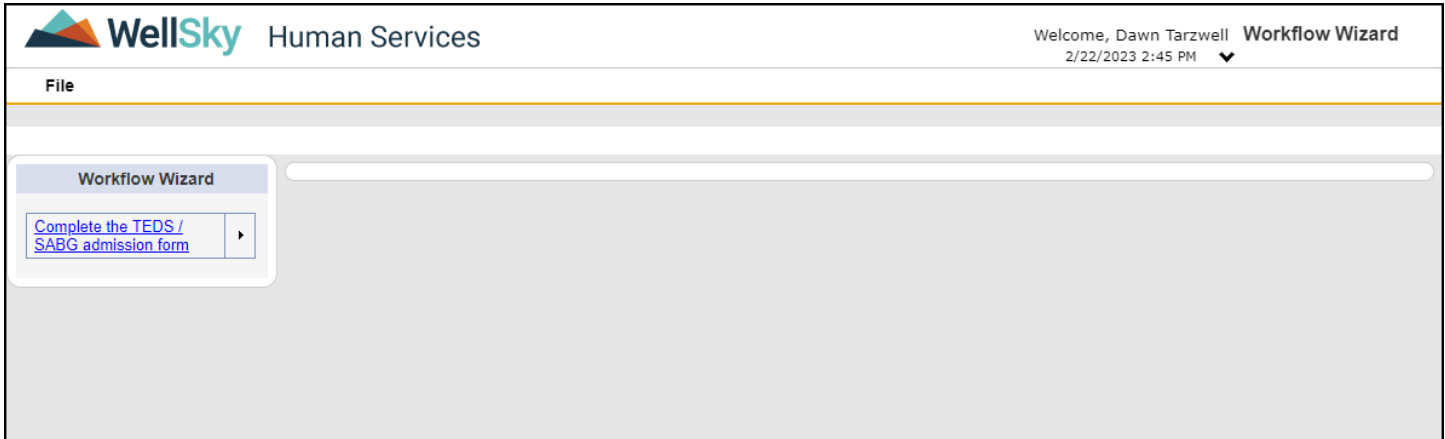 WellSky Human Services
Welcome, Dawn Tarzwell Workflow Wizard
2/22/2023 2:45 PM
File
Workflow Wizard
Complete the TEDS /
SABG admission form